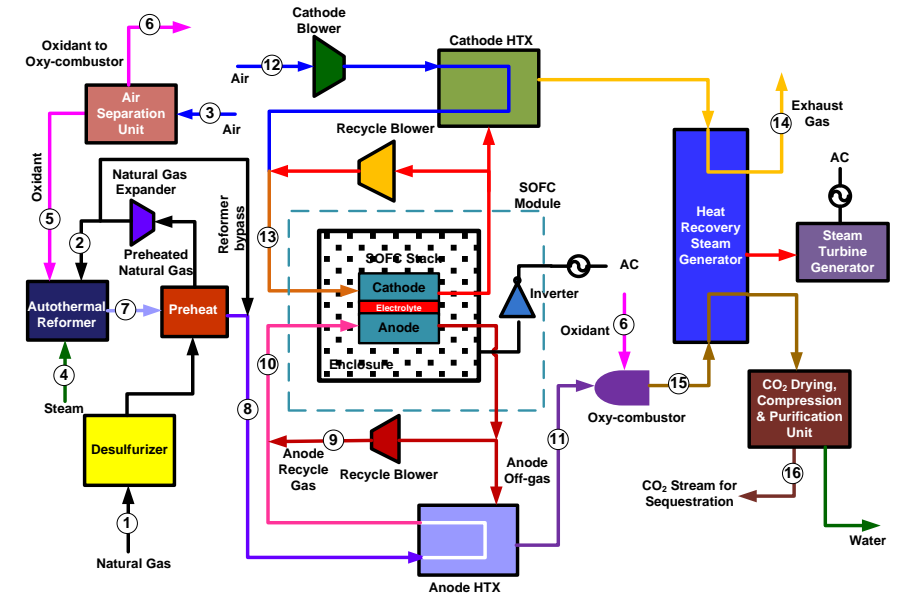 Cathode
Blower
6
Oxidant to
Oxy-combustor
Cathode HTX
12
Air
Air
Separation
Unit
3
Air
Exhaust
Gas
14
Recycle Blower
AC
Natural Gas
Expander
SOFC
Module
Oxidant
5
2
Reformer
bypass
Heat
Recovery
Steam
Generator
Steam
Turbine
Generator
13
Preheated
Natural Gas
SOFC Stack
AC
Cathode
Electrolyte
Anode
Inverter
Autothermal
Reformer
7
Preheat
Oxidant
6
4
Steam
10
Enclosure
15
Oxy-combustor
CO2 Drying,
Compression
& Purification
Unit
8
Desulfurizer
9
Anode
Recycle
Gas
Recycle Blower
11
Anode
Off-gas
16
CO2 Stream for
Sequestration
1
Natural Gas
Water
Anode HTX